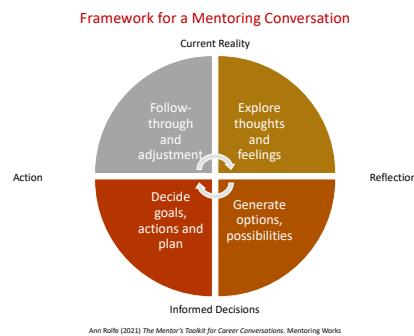 Framework for a Mentoring Conversation
Current Reality
Follow-
through
and
adjustment
Explore
thoughts
and
feelings
Action
Reflection
Decide
goals,
actions and
plan
Generate
options,
possibilities
Informed Decisions
Ann Rolfe (2021) The Mentor's Toolkit for Career Conversations. Mentoring Works